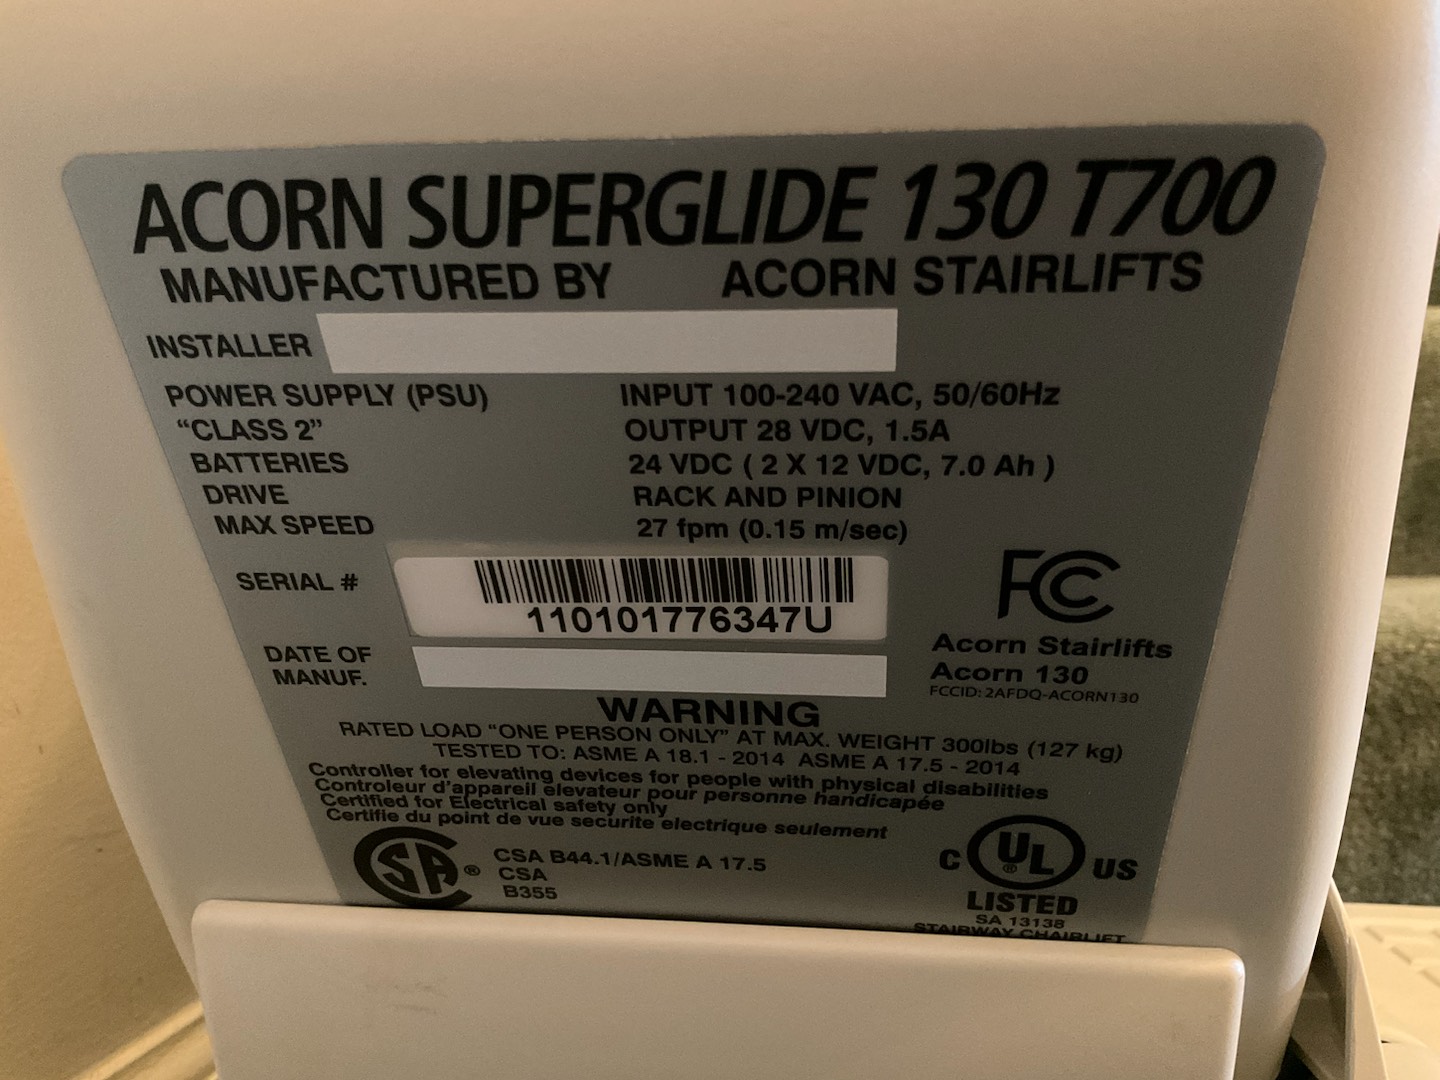 ACORN SUPERGLIDE 130 T700
MANUFACTURED BY ACORN STAIRLIFTS
INSTALLER
POWER SUPPLY (PSU) INPUT 100-240 VAC, 50/60Hz
"CLASS 2" OUTPUT 28 VDC, 1.5A
BATTERIES 24 VDC ( 2 X 12 VDC, 7.0 Ah )
DRIVE RACK AND PINION
MAX SPEED 27 fpm (0.15 m/sec)
SERIAL #
110101776347U
FC
Acorn Stairlifts
Acorn 130
FCCID: 2AFDQ-ACORN130
DATE OF
MANUF.
WARNING
RATED LOAD "ONE PERSON ONLY" AT MAX. WEIGHT 300lbs (127 kg)
TESTED TO: ASME A 18.1 - 2014 ASME A 17.5 - 2014
Controller for elevating devices for people with physical disabilities
Controleur d'appareil elevateur pour personne handicapée
Certified for Electrical safety only
Certifie du point de vue securite electrique seulement
CSA ® CSA B44.1/ASME A 17.5
CSA
B355
C UL ® US
LISTED
SA 13138
STAIRWAY CHAIRLIFT